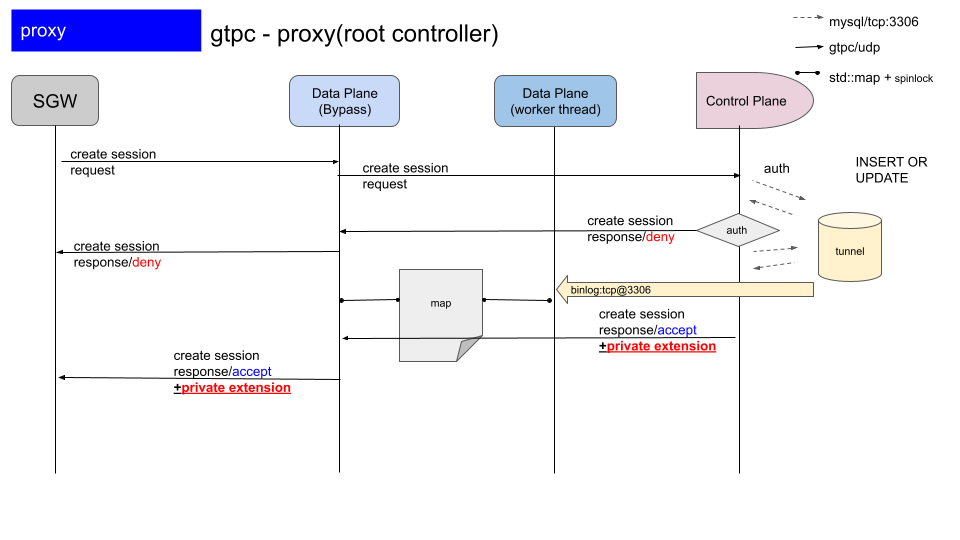 proxy
gtpc - proxy(root controller)
mysql/tcp:3306
gtpc/udp
std::map + spinlock
SGW
Data Plane
(Bypass)
Data Plane
(worker thread)
Control Plane
create session
request
create session
request
auth
INSERT OR
UPDATE
create session
response/deny
auth
create session
response/deny
tunnel
binlog:tcp@3306
map
create session
response/accept
+private extension
create session
response/accept
+private extension